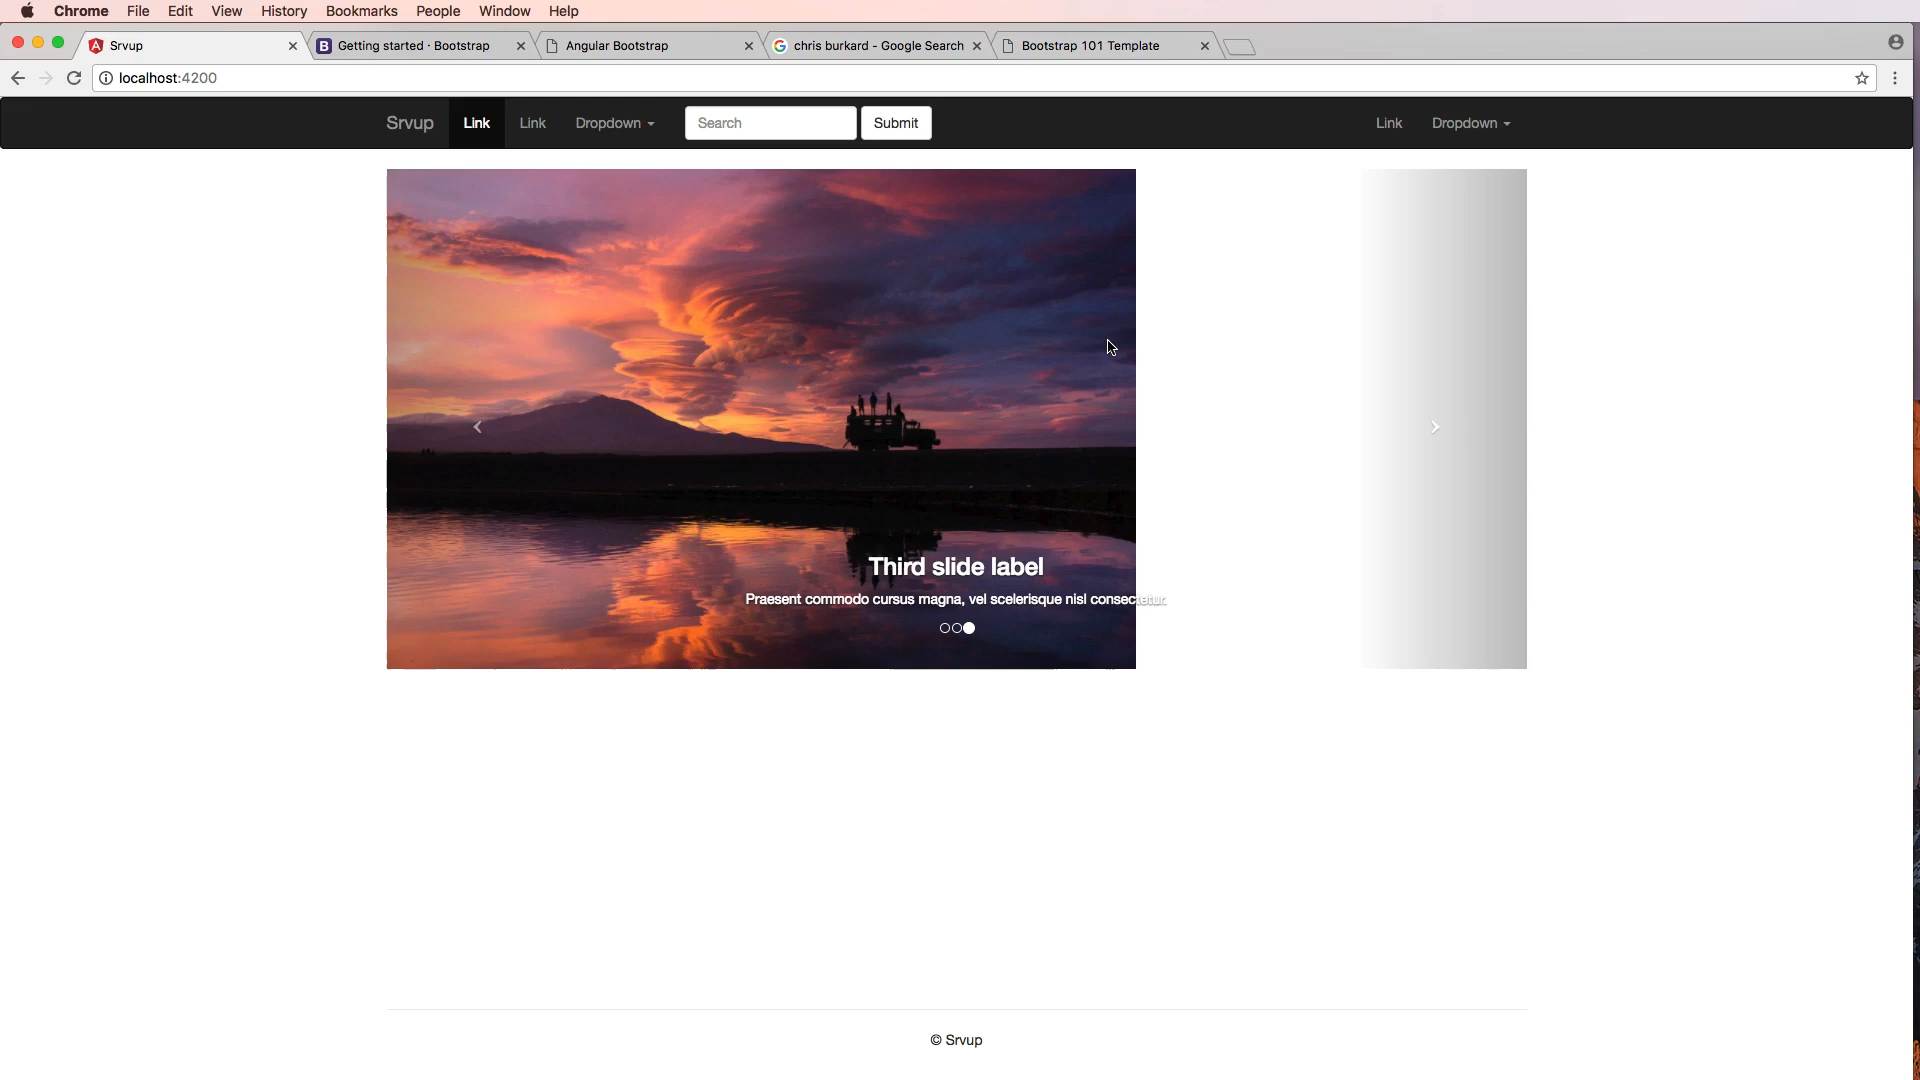 Chrome File Edit View History Bookmarks People Window Help
Srvup Getting started · Bootstrap Angular Bootstrap chris burkard - Google Search Bootstrap 101 Template
localhost:4200
Srvup Link Link Dropdown Search Submit Link Dropdown
Third slide label
Praesent commodo cursus magna, vel scelerisque nisl consectetur.
© Srvup